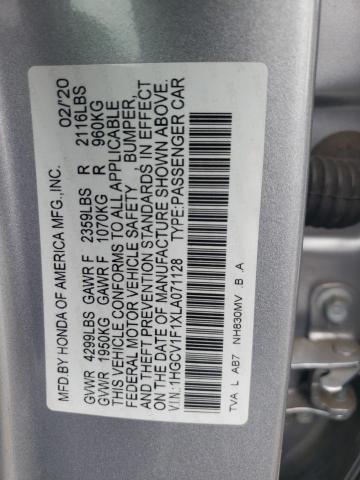 MFD.BY HONDA OF AMERICA MFG.,INC. 02/'20
GVWR 4299LBS GAWR F 2359LBS R 2116LBS
GVWR 1950KG GAWR F 1070KG R 960KG
THIS VEHICLE CONFORMS TO ALL APPLICABLE
FEDERAL MOTOR VEHICLE SAFETY , BUMPER,
AND THEFT PREVENTION STANDARDS IN EFFECT
ON THE DATE OF MANUFACTURE SHOWN ABOVE.
V.I.N.:1HGCV1F1XLA071128 TYPE:PASSENGER CAR
TVA L AB7 NH830MV .B .A